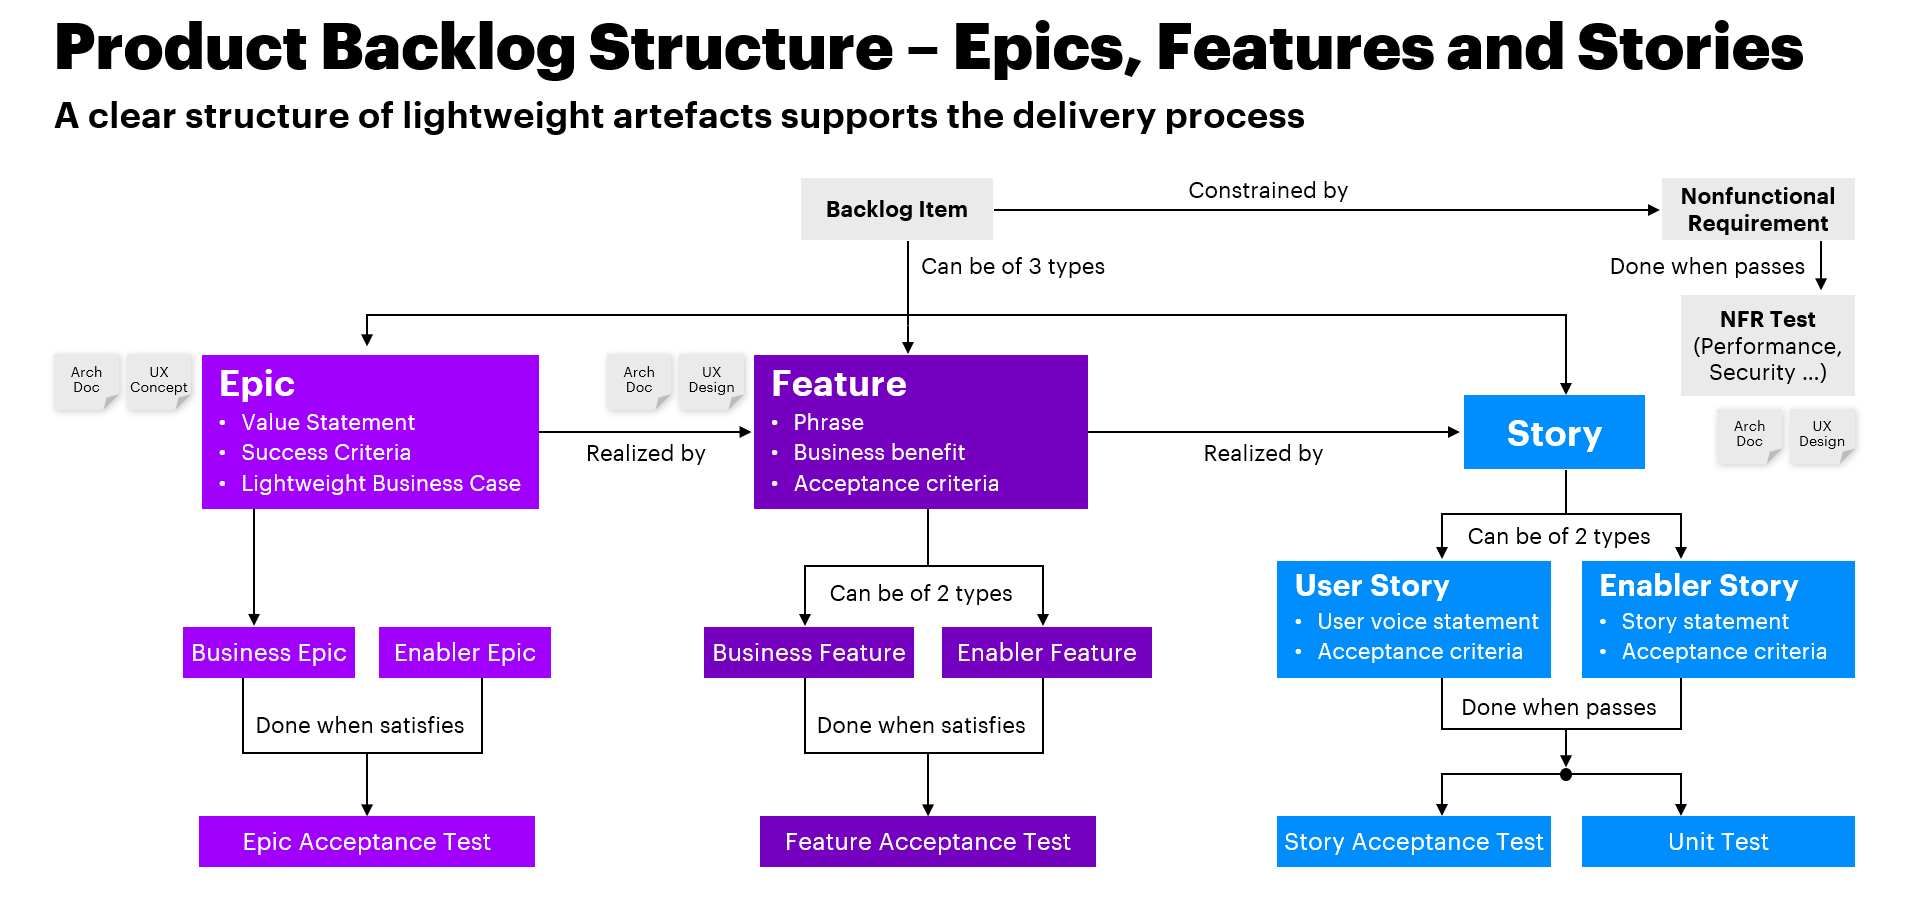 Product Backlog Structure – Epics, Features and Stories
A clear structure of lightweight artefacts supports the delivery process
Backlog Item
Constrained by
Nonfunctional
Requirement
Can be of 3 types
Done when passes
NFR Test
(Performance,
Security ...)
Arch
Doc
UX
Concept
Epic
• Value Statement
• Success Criteria
• Lightweight Business Case
Realized by
Arch
Doc
UX
Design
Feature
• Phrase
• Business benefit
• Acceptance criteria
Realized by
Story
Arch
Doc
UX
Design
Can be of 2 types
User Story
• User voice statement
• Acceptance criteria
Enabler Story
• Story statement
• Acceptance criteria
Can be of 2 types
Business Epic
Enabler Epic
Business Feature
Enabler Feature
Done when satisfies
Done when satisfies
Done when passes
Epic Acceptance Test
Feature Acceptance Test
Story Acceptance Test
Unit Test